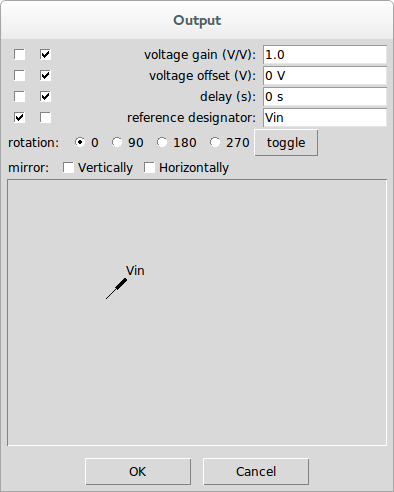 Output
voltage gain (V/V): 1.0
voltage offset (V): 0 V
delay (s): 0 s
reference designator: Vin
rotation: 0 90 180 270 toggle
mirror: Vertically Horizontally
Vin
OK Cancel